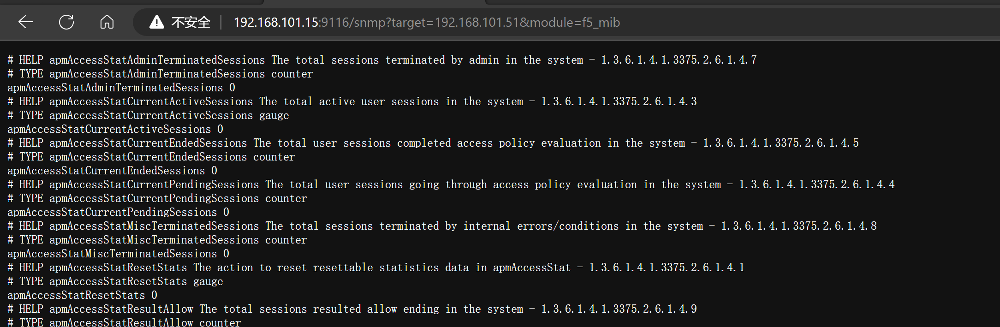 不安全 192.168.101.15:9116/snmp?target=192.168.101.51&module=f5_mib
# HELP apmAccessStatAdminTerminatedSessions The total sessions terminated by admin in the system - 1.3.6.1.4.1.3375.2.6.1.4.7
# TYPE apmAccessStatAdminTerminatedSessions counter
apmAccessStatAdminTerminatedSessions 0
# HELP apmAccessStatCurrentActiveSessions The total active user sessions in the system - 1.3.6.1.4.1.3375.2.6.1.4.3
# TYPE apmAccessStatCurrentActiveSessions gauge
apmAccessStatCurrentActiveSessions 0
# HELP apmAccessStatCurrentEndedSessions The total user sessions completed access policy evaluation in the system - 1.3.6.1.4.1.3375.2.6.1.4.5
# TYPE apmAccessStatCurrentEndedSessions counter
apmAccessStatCurrentEndedSessions 0
# HELP apmAccessStatCurrentPendingSessions The total user sessions going through access policy evaluation in the system - 1.3.6.1.4.1.3375.2.6.1.4.4
# TYPE apmAccessStatCurrentPendingSessions counter
apmAccessStatCurrentPendingSessions 0
# HELP apmAccessStatMiscTerminatedSessions The total sessions terminated by internal errors/conditions in the system - 1.3.6.1.4.1.3375.2.6.1.4.8
# TYPE apmAccessStatMiscTerminatedSessions counter
apmAccessStatMiscTerminatedSessions 0
# HELP apmAccessStatResetStats The action to reset resettable statistics data in apmAccessStat - 1.3.6.1.4.1.3375.2.6.1.4.1
# TYPE apmAccessStatResetStats gauge
apmAccessStatResetStats 0
# HELP apmAccessStatResultAllow The total sessions resulted allow ending in the system - 1.3.6.1.4.1.3375.2.6.1.4.9
# TYPE apmAccessStatResultAllow counter